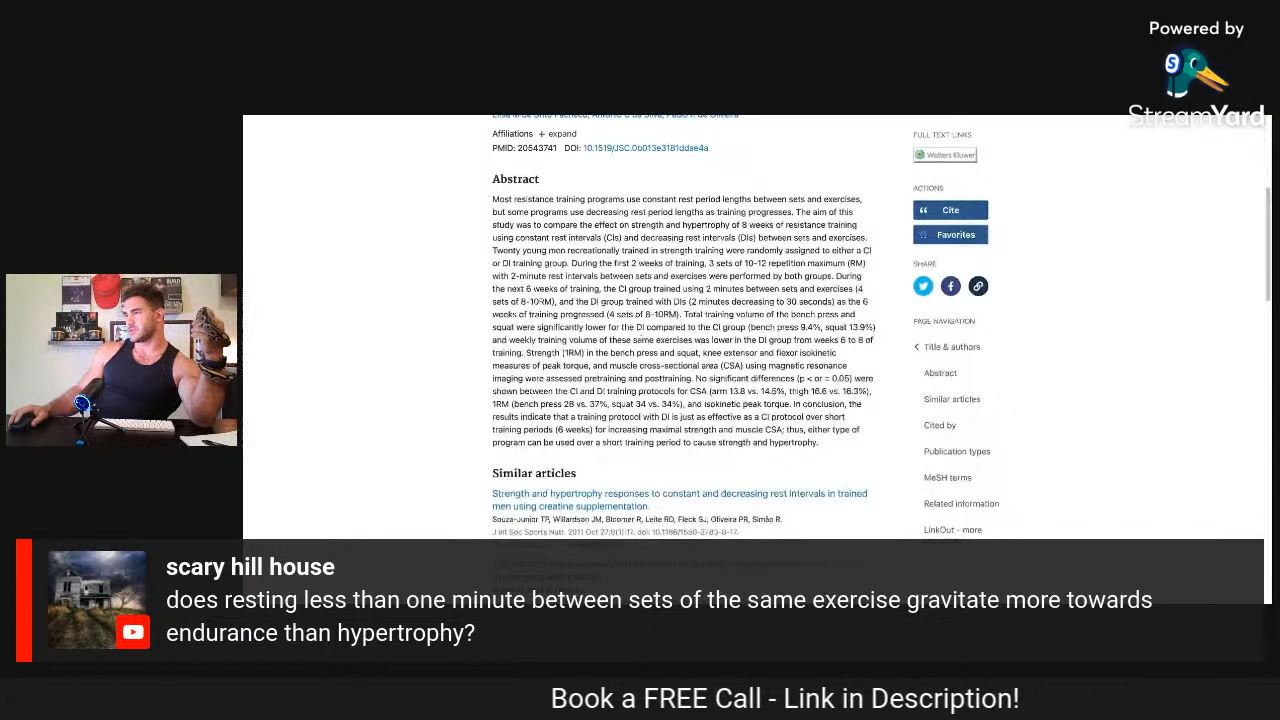 Powered by
StreamYard
Affiliations + expand
PMID: 20543741 DOI: 10.1519/JSC.0b013e3181ddae4a
Abstract
Most resistance training programs use constant rest period lengths between sets and exercises,
but some programs use decreasing rest period lengths as training progresses. The aim of this
study was to compare the effect on strength and hypertrophy of 8 weeks of resistance training
using constant rest intervals (CIs) and decreasing rest intervals (DIs) between sets and exercises.
Twenty young men recreationally trained in strength training were randomly assigned to either a CI
or DI training group. During the first 2 weeks of training, 3 sets of 10-12 repetition maximum (RM)
with 2-minute rest intervals between sets and exercises were performed by both groups. During
the next 6 weeks of training, the CI group trained using 2 minutes between sets and exercises (4
sets of 8-10RM), and the DI group trained with DIs (2 minutes decreasing to 30 seconds) as the 6
weeks of training progressed (4 sets of 8-10RM). Total training volume of the bench press and
squat were significantly lower for the DI compared to the CI group (bench press 9.4%, squat 13.9%)
and weekly training volume of these same exercises was lower in the DI group from weeks 6 to 8 of
training. Strength (1RM) in the bench press and squat, knee extensor and flexor isokinetic
measures of peak torque, and muscle cross-sectional area (CSA) using magnetic resonance
imaging were assessed pretraining and posttraining. No significant differences (p < or = 0.05) were
shown between the CI and DI training protocols for CSA (arm 13.8 vs. 14.5%, thigh 16.6 vs. 16.3%),
1RM (bench press 28 vs. 37%, squat 34 vs. 34%), and isokinetic peak torque. In conclusion, the
results indicate that a training protocol with DI is just as effective as a CI protocol over short
training periods (6 weeks) for increasing maximal strength and muscle CSA; thus, either type of
program can be used over a short training period to cause strength and hypertrophy.
Similar articles
Strength and hypertrophy responses to constant and decreasing rest intervals in trained
men using creatine supplementation.
Souza-Junior TP, Willardson JM, Bloomer R, Leite RD, Fleck SJ, Oliveira PR, Simão R.
J Int Soc Sports Nutr. 2011 Oct 27;8(1):17. doi: 10.1186/1550-2783-8-17.
FULL TEXT LINKS
Wolters Kluwer
ACTIONS
Cite
Favorites
SHARE
PAGE NAVIGATION
Title & authors
Abstract
Similar articles
Cited by
Publication types
MeSH terms
Related information
LinkOut - more
scary hill house
does resting less than one minute between sets of the same exercise gravitate more towards
endurance than hypertrophy?
Book a FREE Call - Link in Description!